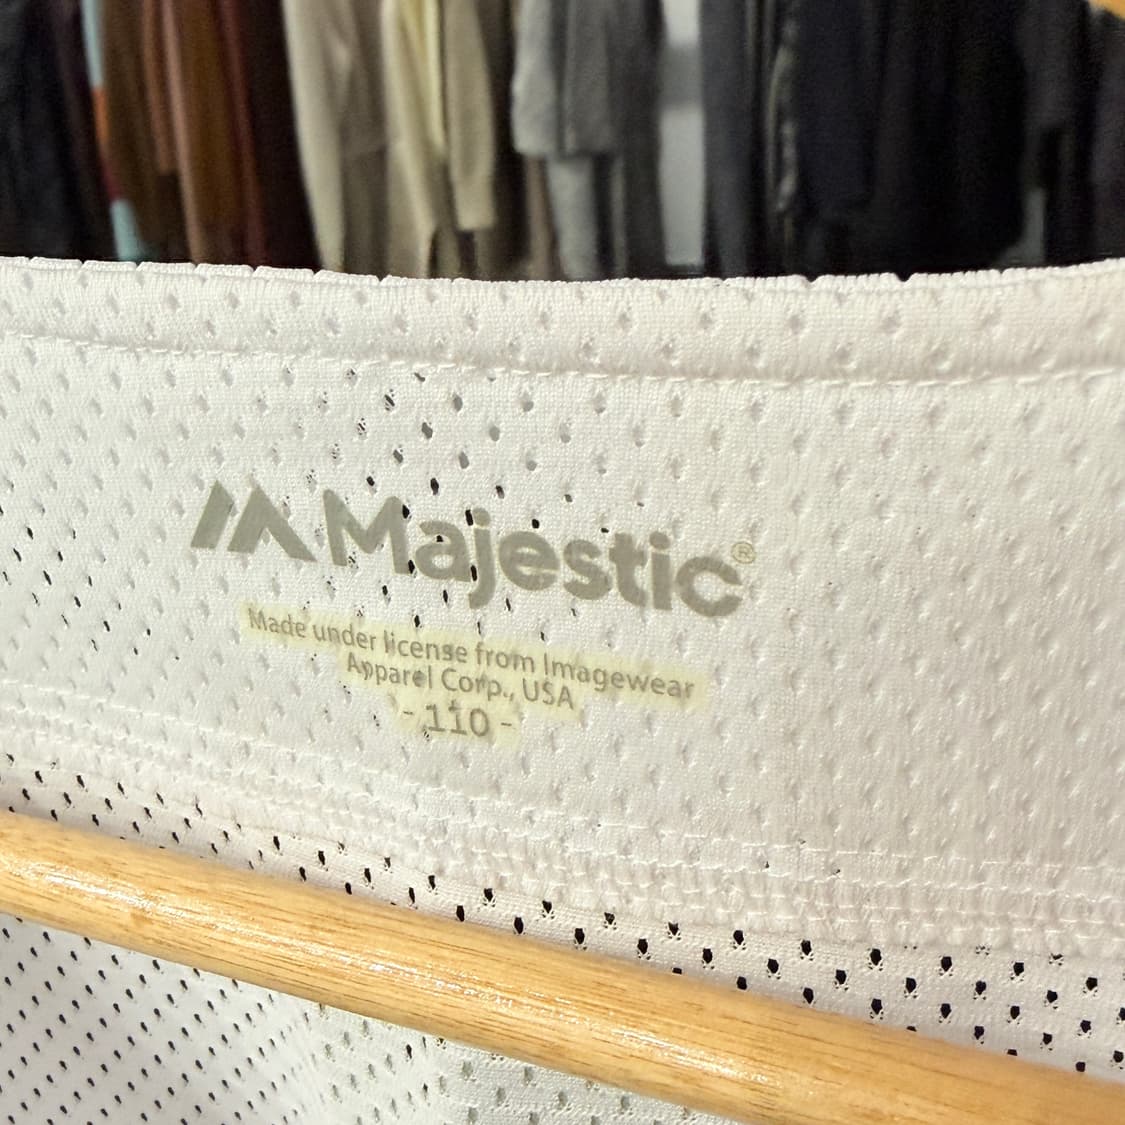 Majestic®
Made under license from Imagewear
Apparel Corp., USA
- 110 -